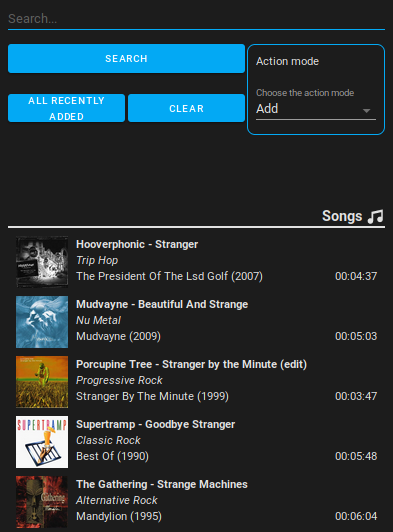 Search...
SEARCH
Action mode
Choose the action mode
Add
ALL RECENTLY
ADDED
CLEAR
Songs
Hooverphonic - Stranger
Trip Hop
The President Of The Lsd Golf (2007) 00:04:37
Mudvayne - Beautiful And Strange
Nu Metal
Mudvayne (2009) 00:05:03
Porcupine Tree - Stranger by the Minute (edit)
Progressive Rock
Stranger By The Minute (1999) 00:03:47
SUPERTRAMP
Supertramp - Goodbye Stranger
Classic Rock
Best Of (1990) 00:05:48
Gathering
The Gathering - Strange Machines
Alternative Rock
Mandylion (1995) 00:06:04